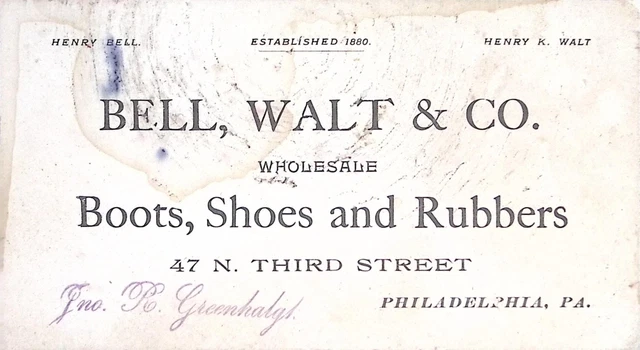 HENRY BELL. ESTABLISHED 1880. HENRY K. WALT
BELL, WALT & CO.
WHOLESALE
Boots, Shoes and Rubbers
47 N. THIRD STREET
Jno. R. Greenhalgh. PHILADELPHIA, PA.